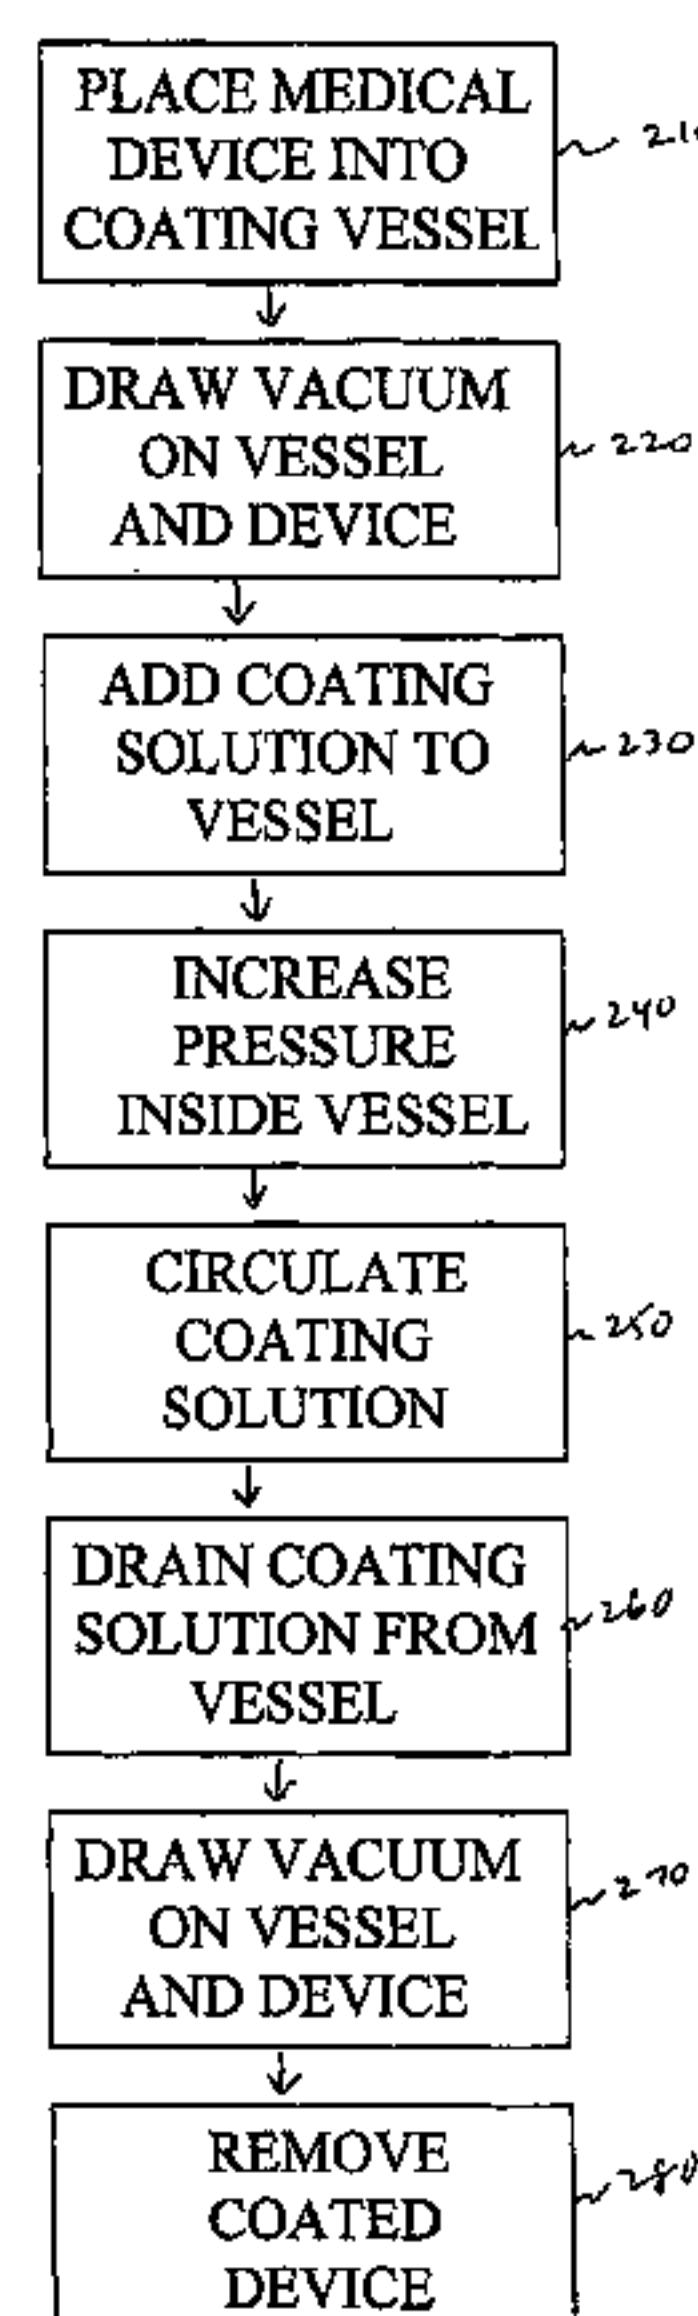 PLACE MEDICAL
DEVICE INTO
COATING VESSEL
DRAW VACUUM
ON VESSEL
AND DEVICE
220
ADD COATING
SOLUTION TO
VESSEL
230
INCREASE
PRESSURE
INSIDE VESSEL
240
CIRCULATE
COATING
SOLUTION
250
DRAIN COATING
SOLUTION FROM
VESSEL
260
DRAW VACUUM
ON VESSEL
AND DEVICE
270
REMOVE
COATED
DEVICE
280